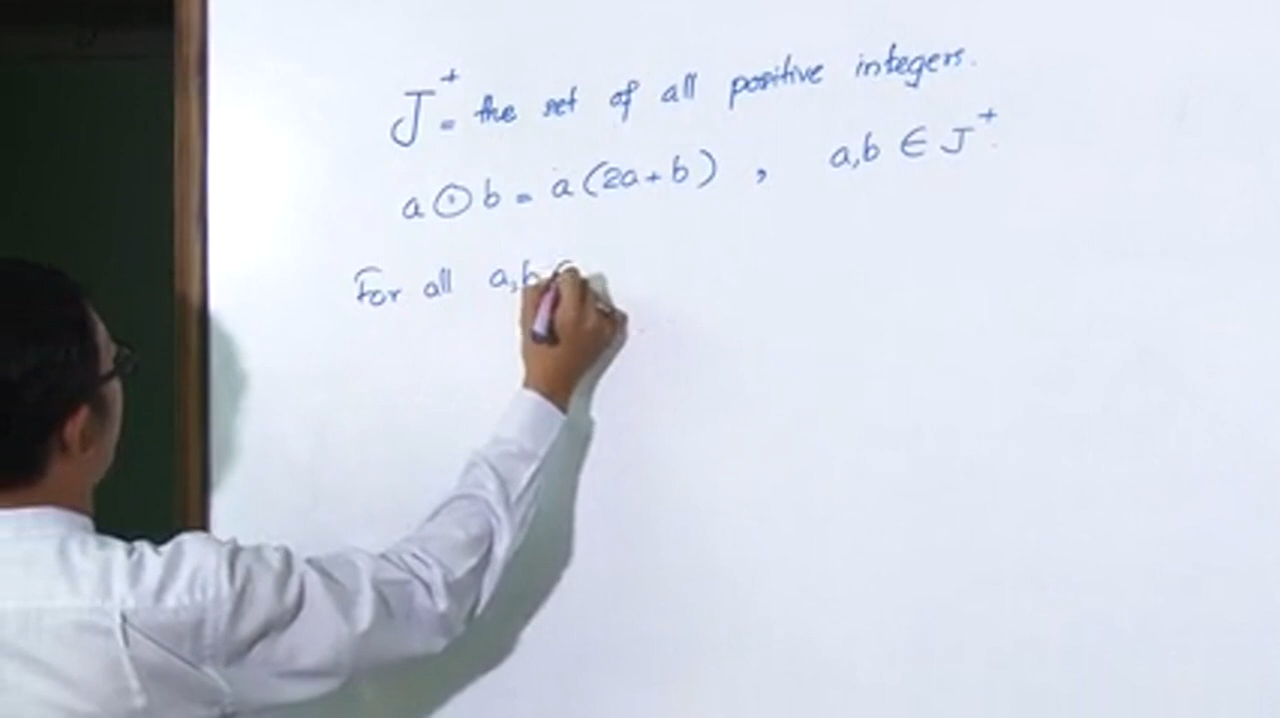 J⁺ = the set of all positive integers.
a ⊙ b = a (2a + b) , a,b ∈ J⁺.
For all a,b